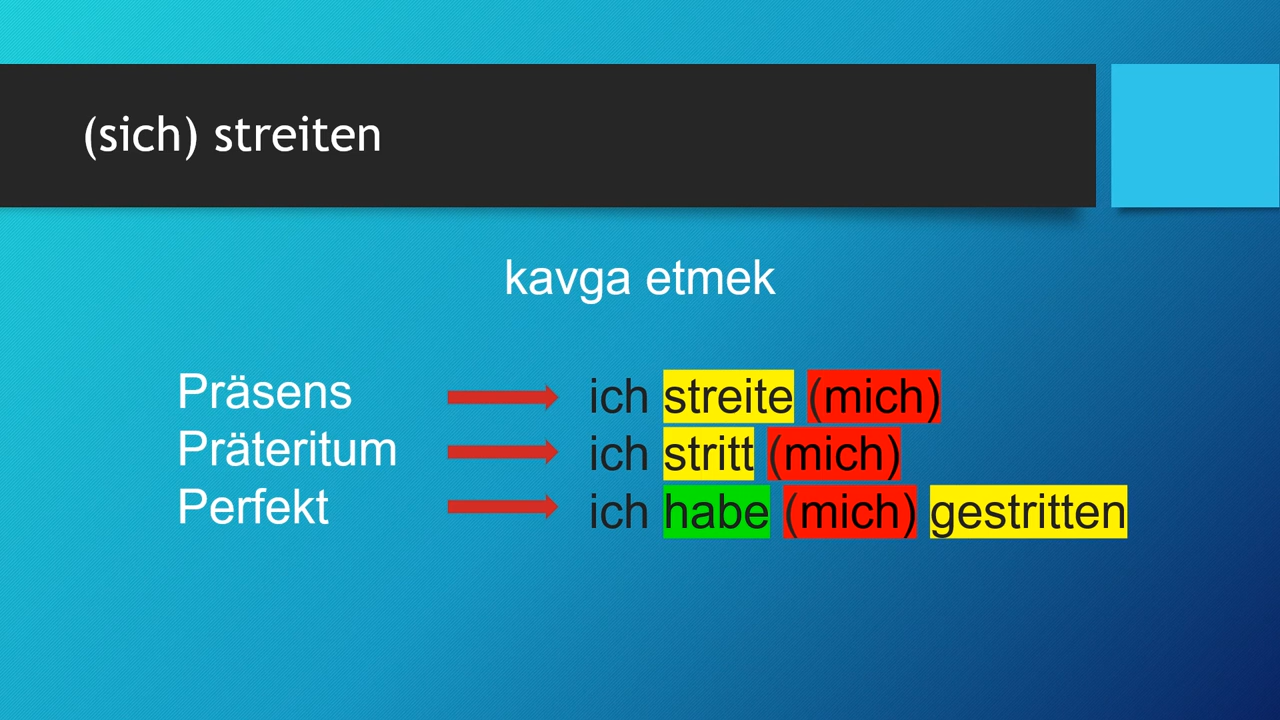 (sich) streiten
kavga etmek
Präsens ich streite (mich)
Präteritum ich stritt (mich)
Perfekt ich habe (mich) gestritten